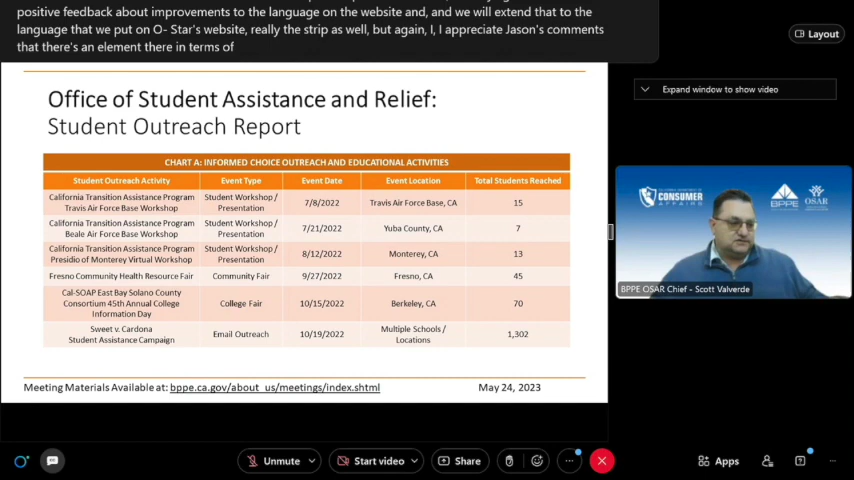 positive feedback about improvements to the language on the website and, and we will extend that to the
language that we put on O- Star's website, really the strip as well, but again, I, I appreciate Jason's comments
that there's an element there in terms of
Layout
Expand window to show video
Office of Student Assistance and Relief:
Student Outreach Report
CHART A: INFORMED CHOICE OUTREACH AND EDUCATIONAL ACTIVITIES
Student Outreach Activity Event Type Event Date Event Location Total Students Reached
California Transition Assistance Program
Travis Air Force Base Workshop
Student Workshop /
Presentation
7/8/2022
Travis Air Force Base, CA
15
California Transition Assistance Program
Beale Air Force Base Workshop
Student Workshop /
Presentation
7/21/2022
Yuba County, CA
7
California Transition Assistance Program
Presidio of Monterey Virtual Workshop
Student Workshop /
Presentation
8/12/2022
Monterey, CA
13
Fresno Community Health Resource Fair
Community Fair
9/27/2022
Fresno, CA
45
Cal-SOAP East Bay Solano County
Consortium 45th Annual College
Information Day
College Fair
10/15/2022
Berkeley, CA
70
Sweet v. Cardona
Student Assistance Campaign
Email Outreach
10/19/2022
Multiple Schools /
Locations
1,302
Meeting Materials Available at: bppe.ca.gov/about_us/meetings/index.shtml
May 24, 2023
CONSUMER
AFFAIRS
BPPE
OSAR
BPPE OSAR Chief - Scott Valverde
Unmute
Start video
Share
Apps